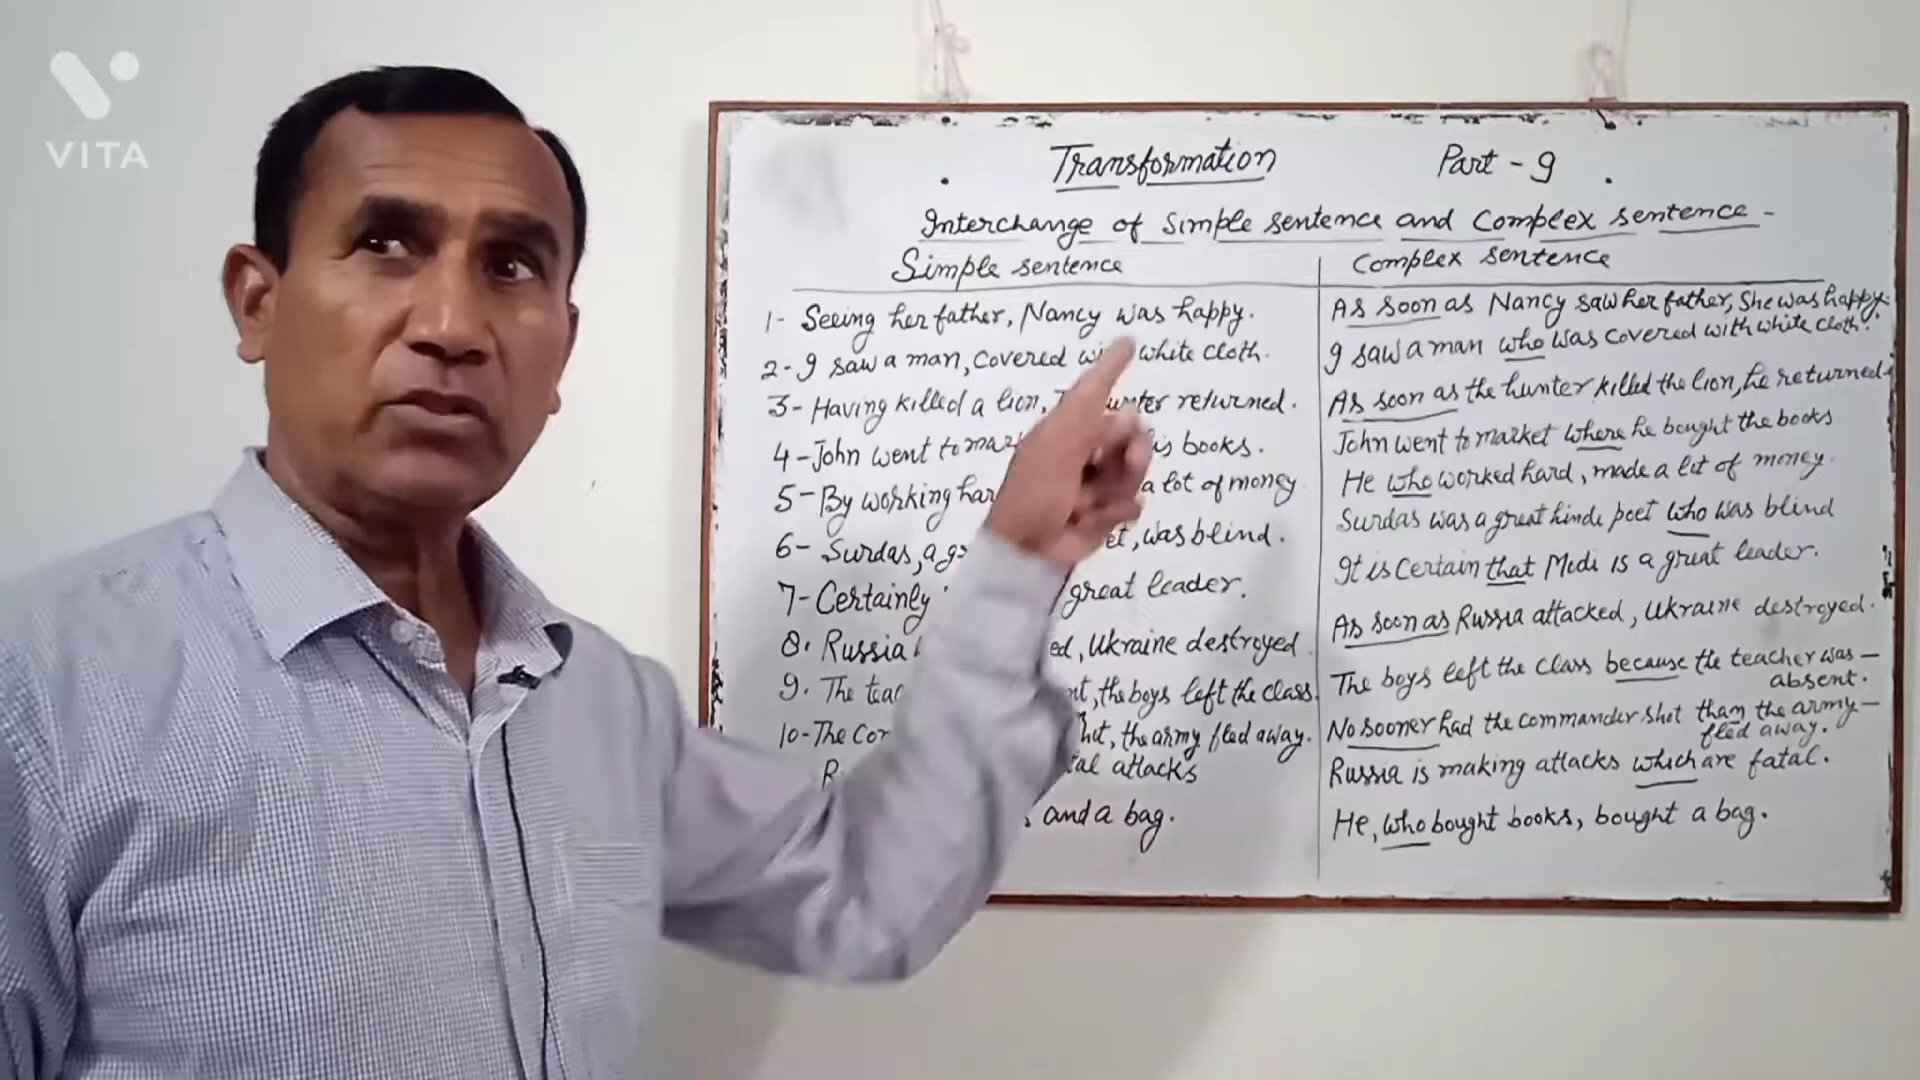 VITA
Transformation Part - 9
Interchange of Simple sentence and Complex sentence -
Simple sentence Complex sentence
1- Seeing her father, Nancy was happy. As soon as Nancy saw her father, She was happy.
2- I saw a man, covered white cloth. I saw a man who was covered with white cloth.
3- Having killed a lion, returned. As soon as the hunter killed the lion, he returned.
4- John went to books. John went to market where he bought the books
5- By working a lot of money He who worked hard, made a lot of money.
6- Surdas, a was blind. Surdas was a great hindi poet who was blind
7- Certainly great leader. It is Certain that Modi is a great leader.
8. Russia Ukraine destroyed As soon as Russia attacked, Ukraine destroyed.
9. The the boys left the class. The boys left the class because the teacher was -
absent.
10- The the army fled away. No sooner had the commander shot than the army -
fled away.
attacks Russia is making attacks which are fatal.
and a bag. He, who bought books, bought a bag.